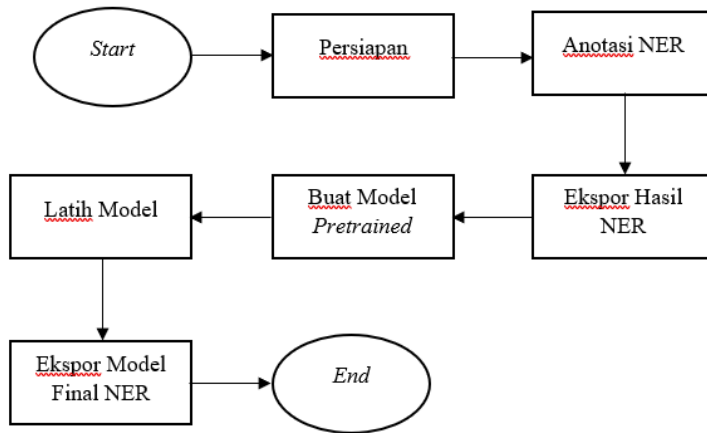 Start
Persiapan
Anotasi NER
Ekspor Hasil
NER
Buat Model
Pretrained
Latih Model
Ekspor Model
Final NER
End